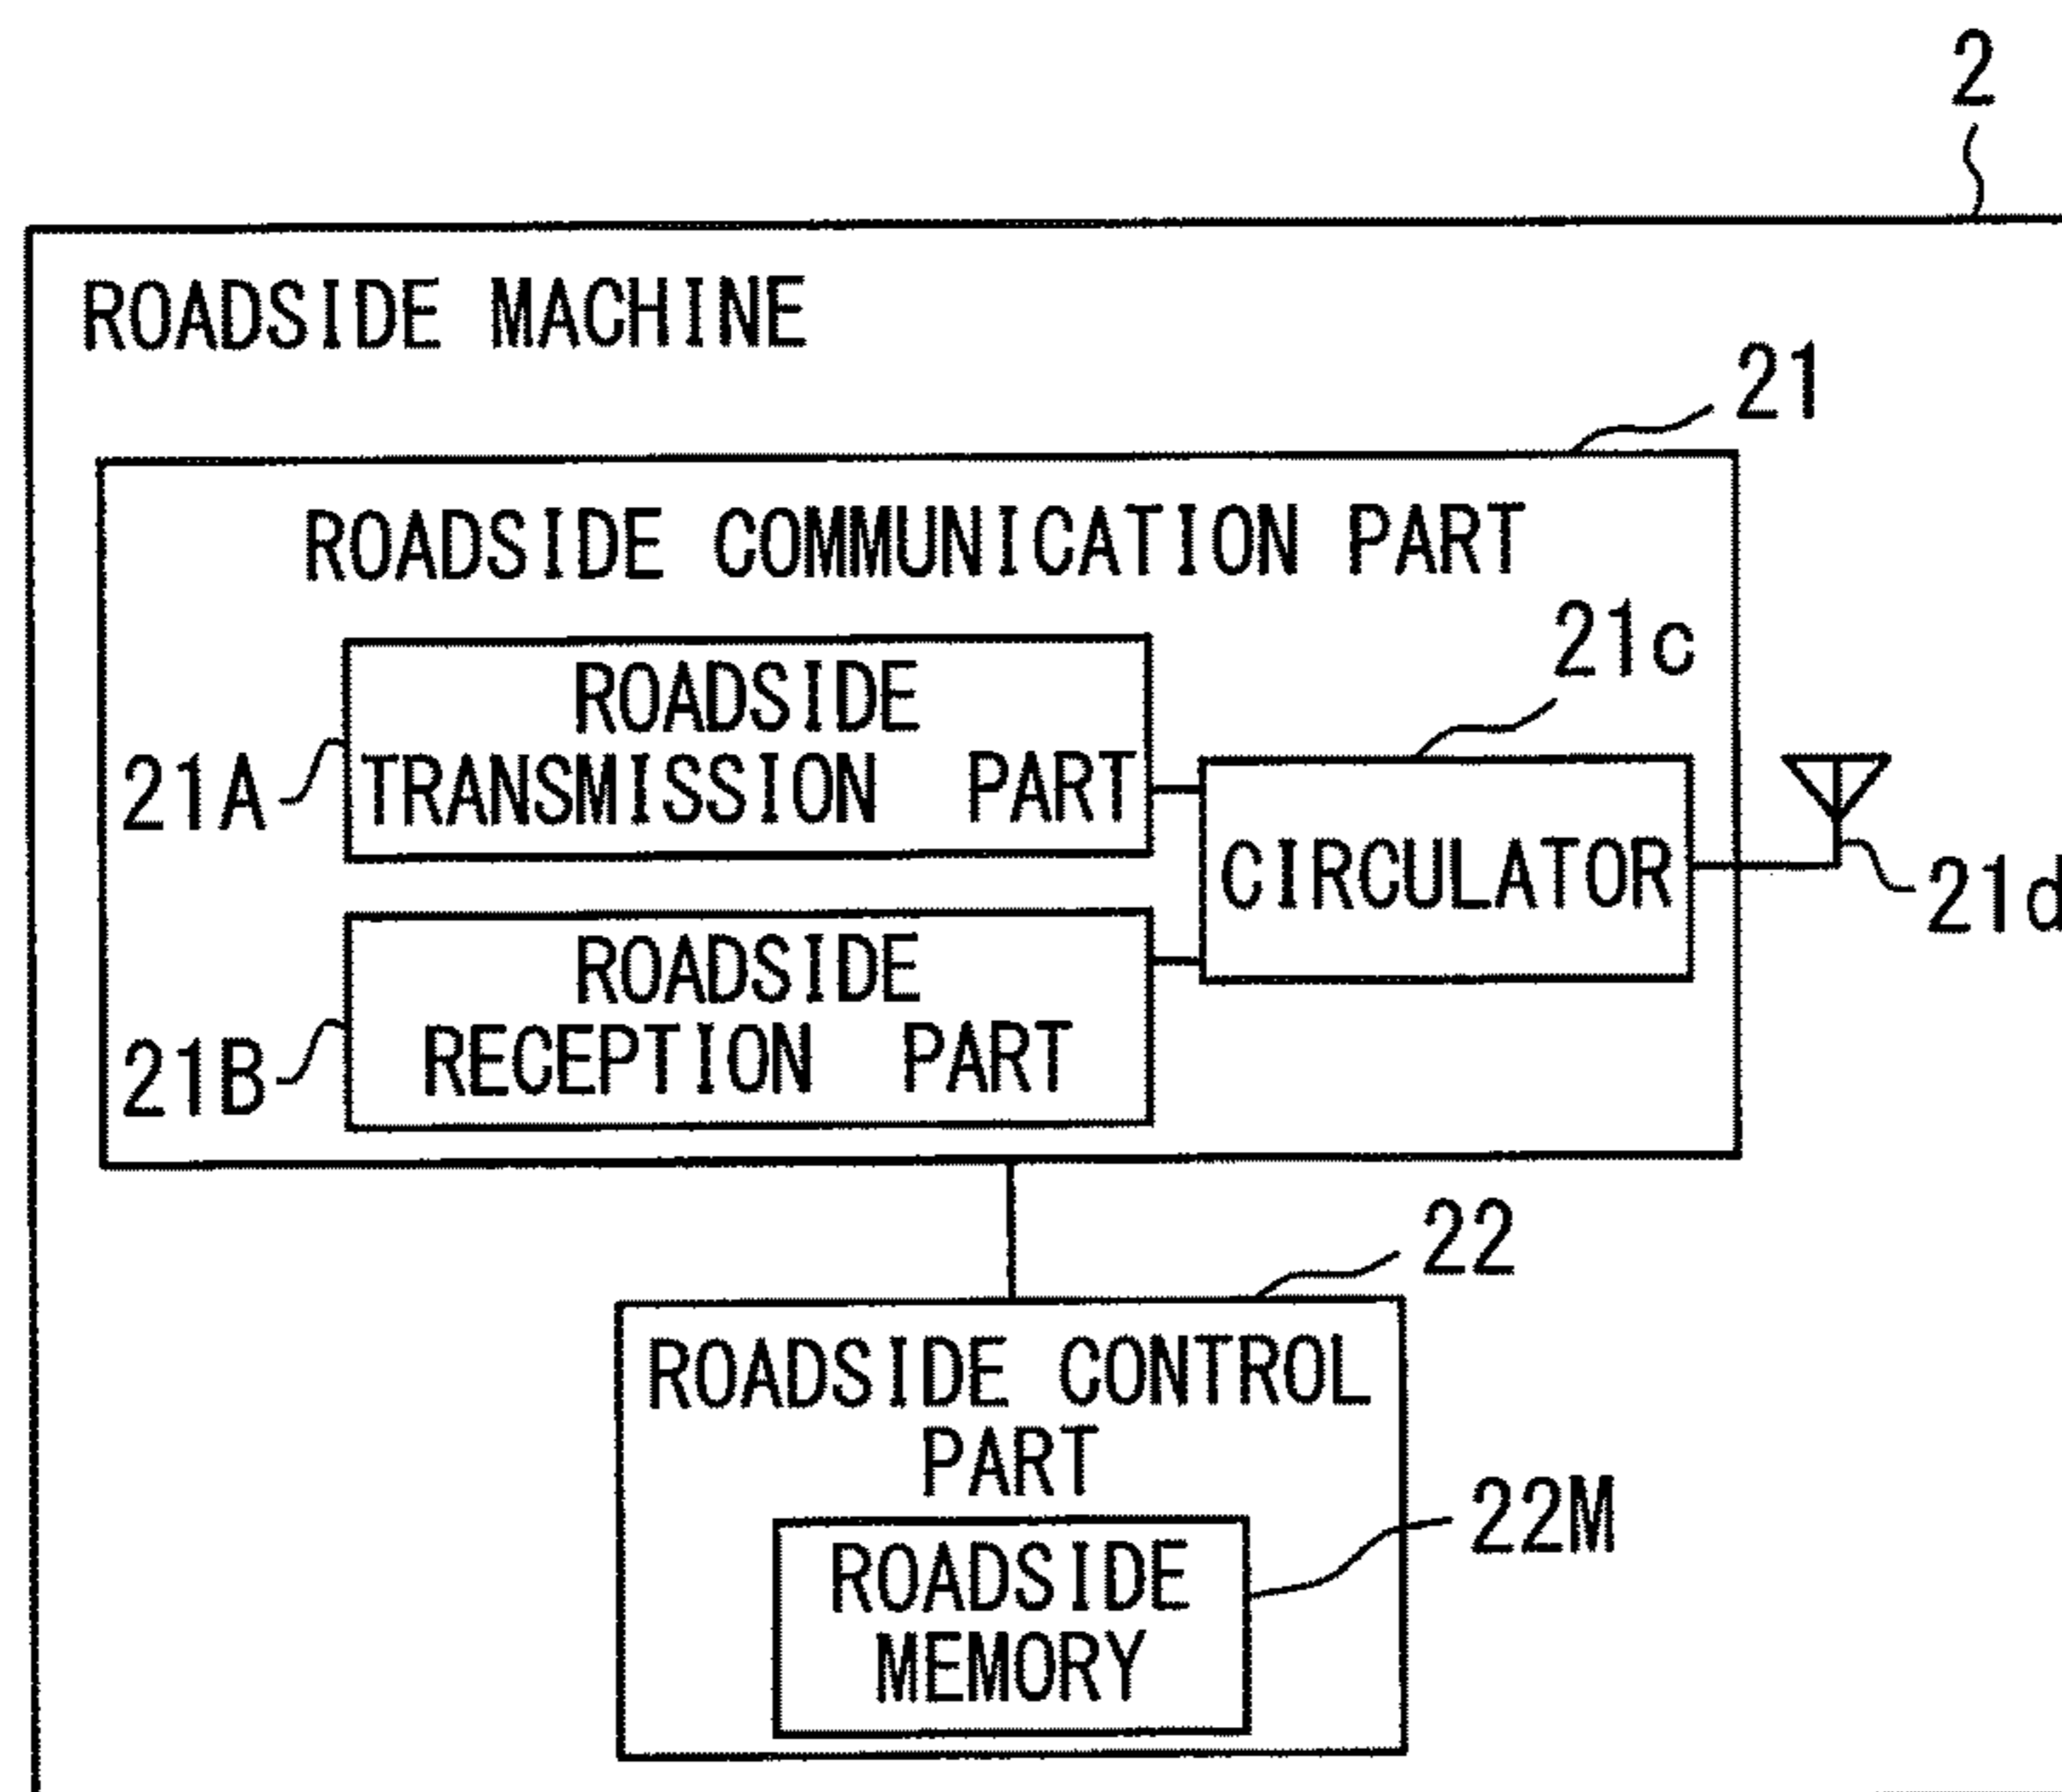 2
ROADSIDE MACHINE
21
ROADSIDE COMMUNICATION PART
21c
ROADSIDE
TRANSMISSION PART
21A
CIRCULATOR
21d
ROADSIDE
RECEPTION PART
21B
22
ROADSIDE CONTROL
PART
22M
ROADSIDE
MEMORY